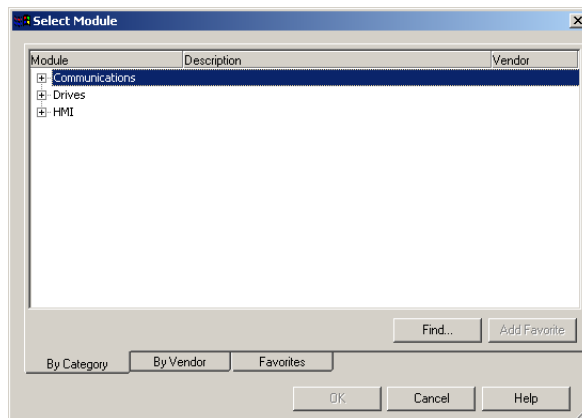 Select Module
Module Description Vendor
Communications
Drives
HMI
Find... Add Favorite
By Category By Vendor Favorites
OK Cancel Help